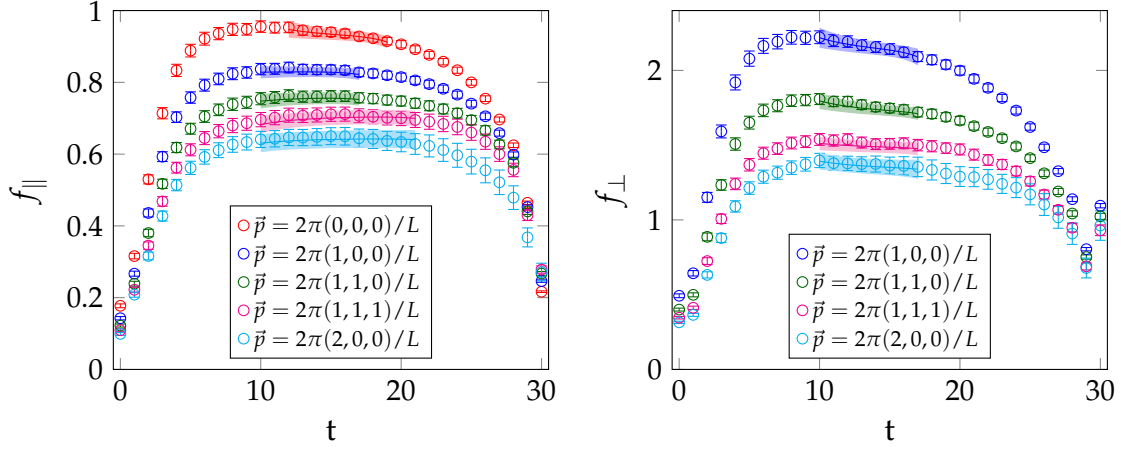 1
0.8
0.6
0.4
0.2
0
0
10
20
30
f∥
t
p⃗ = 2π(0,0,0)/L
p⃗ = 2π(1,0,0)/L
p⃗ = 2π(1,1,0)/L
p⃗ = 2π(1,1,1)/L
p⃗ = 2π(2,0,0)/L
2
1
0
0
10
20
30
f⊥
t
p⃗ = 2π(1,0,0)/L
p⃗ = 2π(1,1,0)/L
p⃗ = 2π(1,1,1)/L
p⃗ = 2π(2,0,0)/L